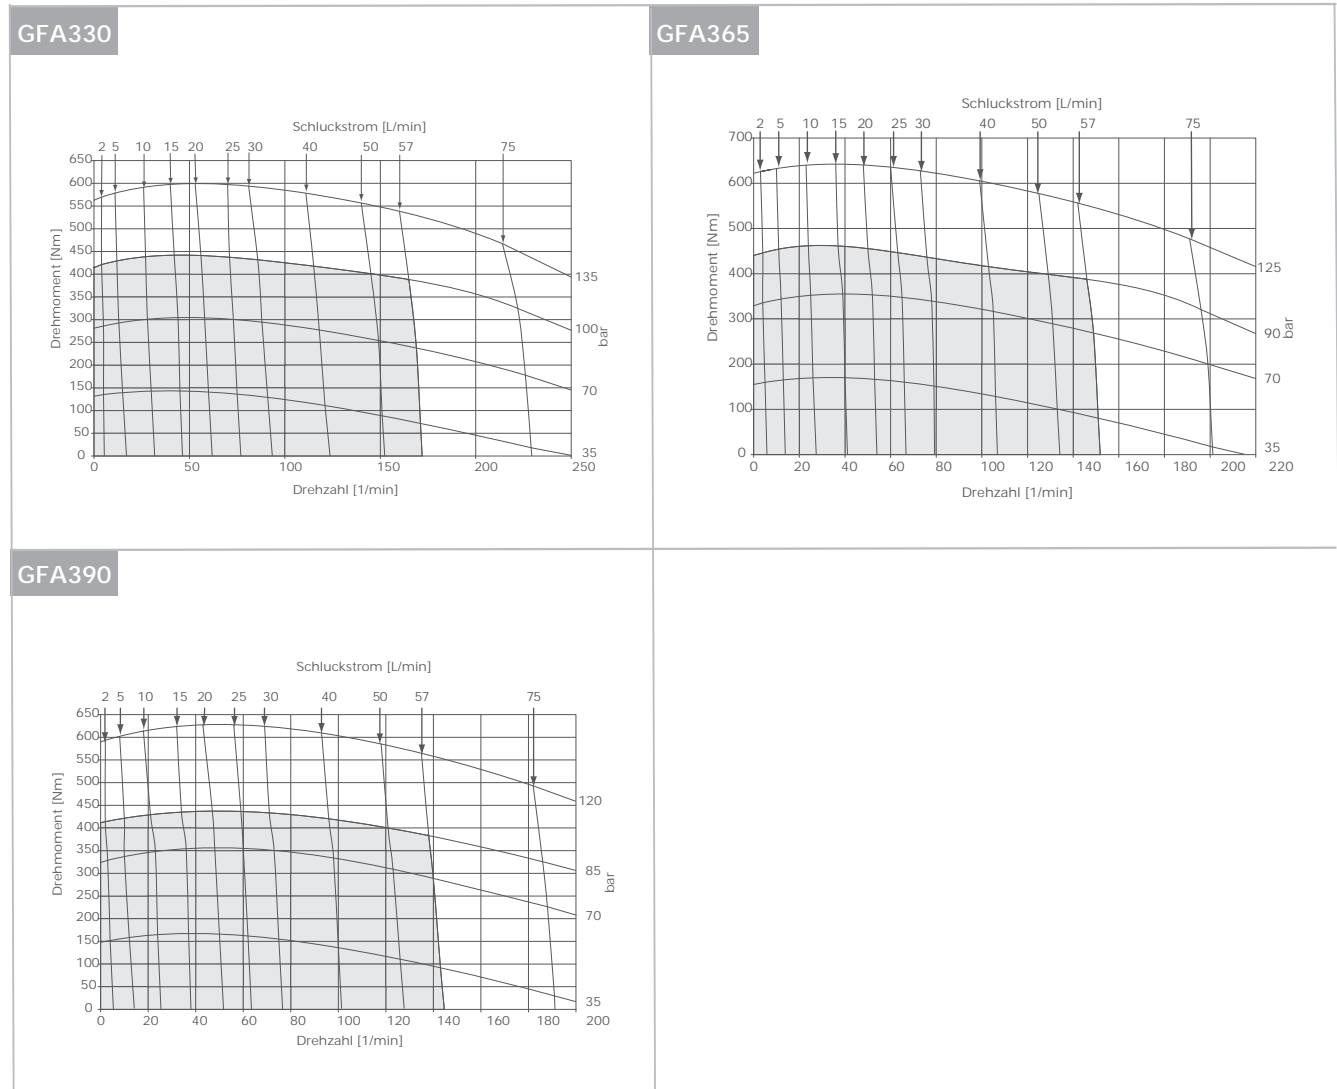 GFA330
Schluckstrom [L/min]
2 5 10 15 20 25 30 40 50 57 75
650
600
550
500
450
400
350
300
250
200
150
100
50
0
Drehmoment [Nm]
135
100
bar
70
35
0 50 100 150 200 250
Drehzahl [1/min]
GFA365
Schluckstrom [L/min]
2 5 10 15 20 25 30 40 50 57 75
700
600
500
400
300
200
100
0
Drehmoment [Nm]
125
90
bar
70
35
0 20 40 60 80 100 120 140 160 180 200 220
Drehzahl [1/min]
GFA390
Schluckstrom [L/min]
2 5 10 15 20 25 30 40 50 57 75
650
600
550
500
450
400
350
300
250
200
150
100
50
0
Drehmoment [Nm]
120
85
bar
70
35
0 20 40 60 80 100 120 140 180 200
Drehzahl [1/min]